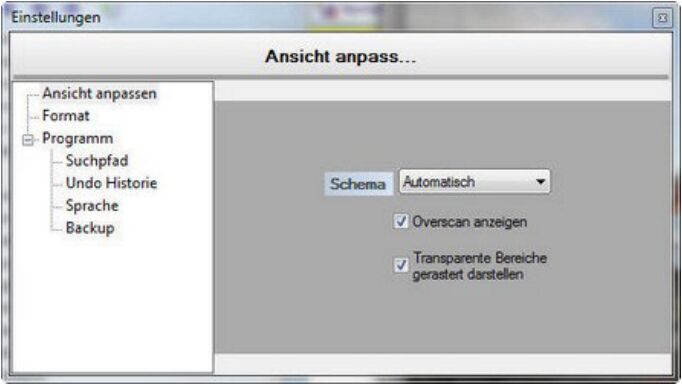 Einstellungen
Ansicht anpass...
Ansicht anpassen
Format
Programm
Suchpfad
Undo Historie
Sprache
Backup
Schema Automatisch
Overscan anzeigen
Transparente Bereiche
gerastert darstellen